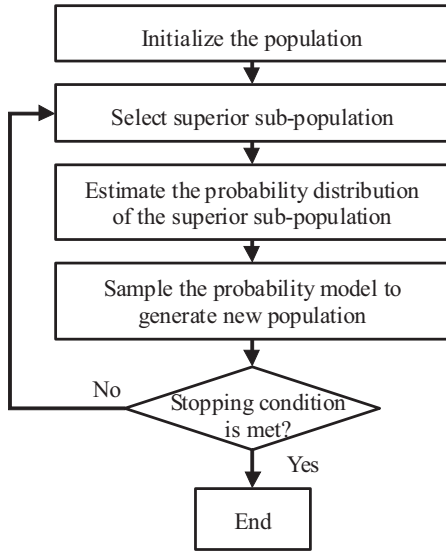 Initialize the population
Select superior sub-population
Estimate the probability distribution
of the superior sub-population
Sample the probability model to
generate new population
No
Stopping condition
is met?
Yes
End